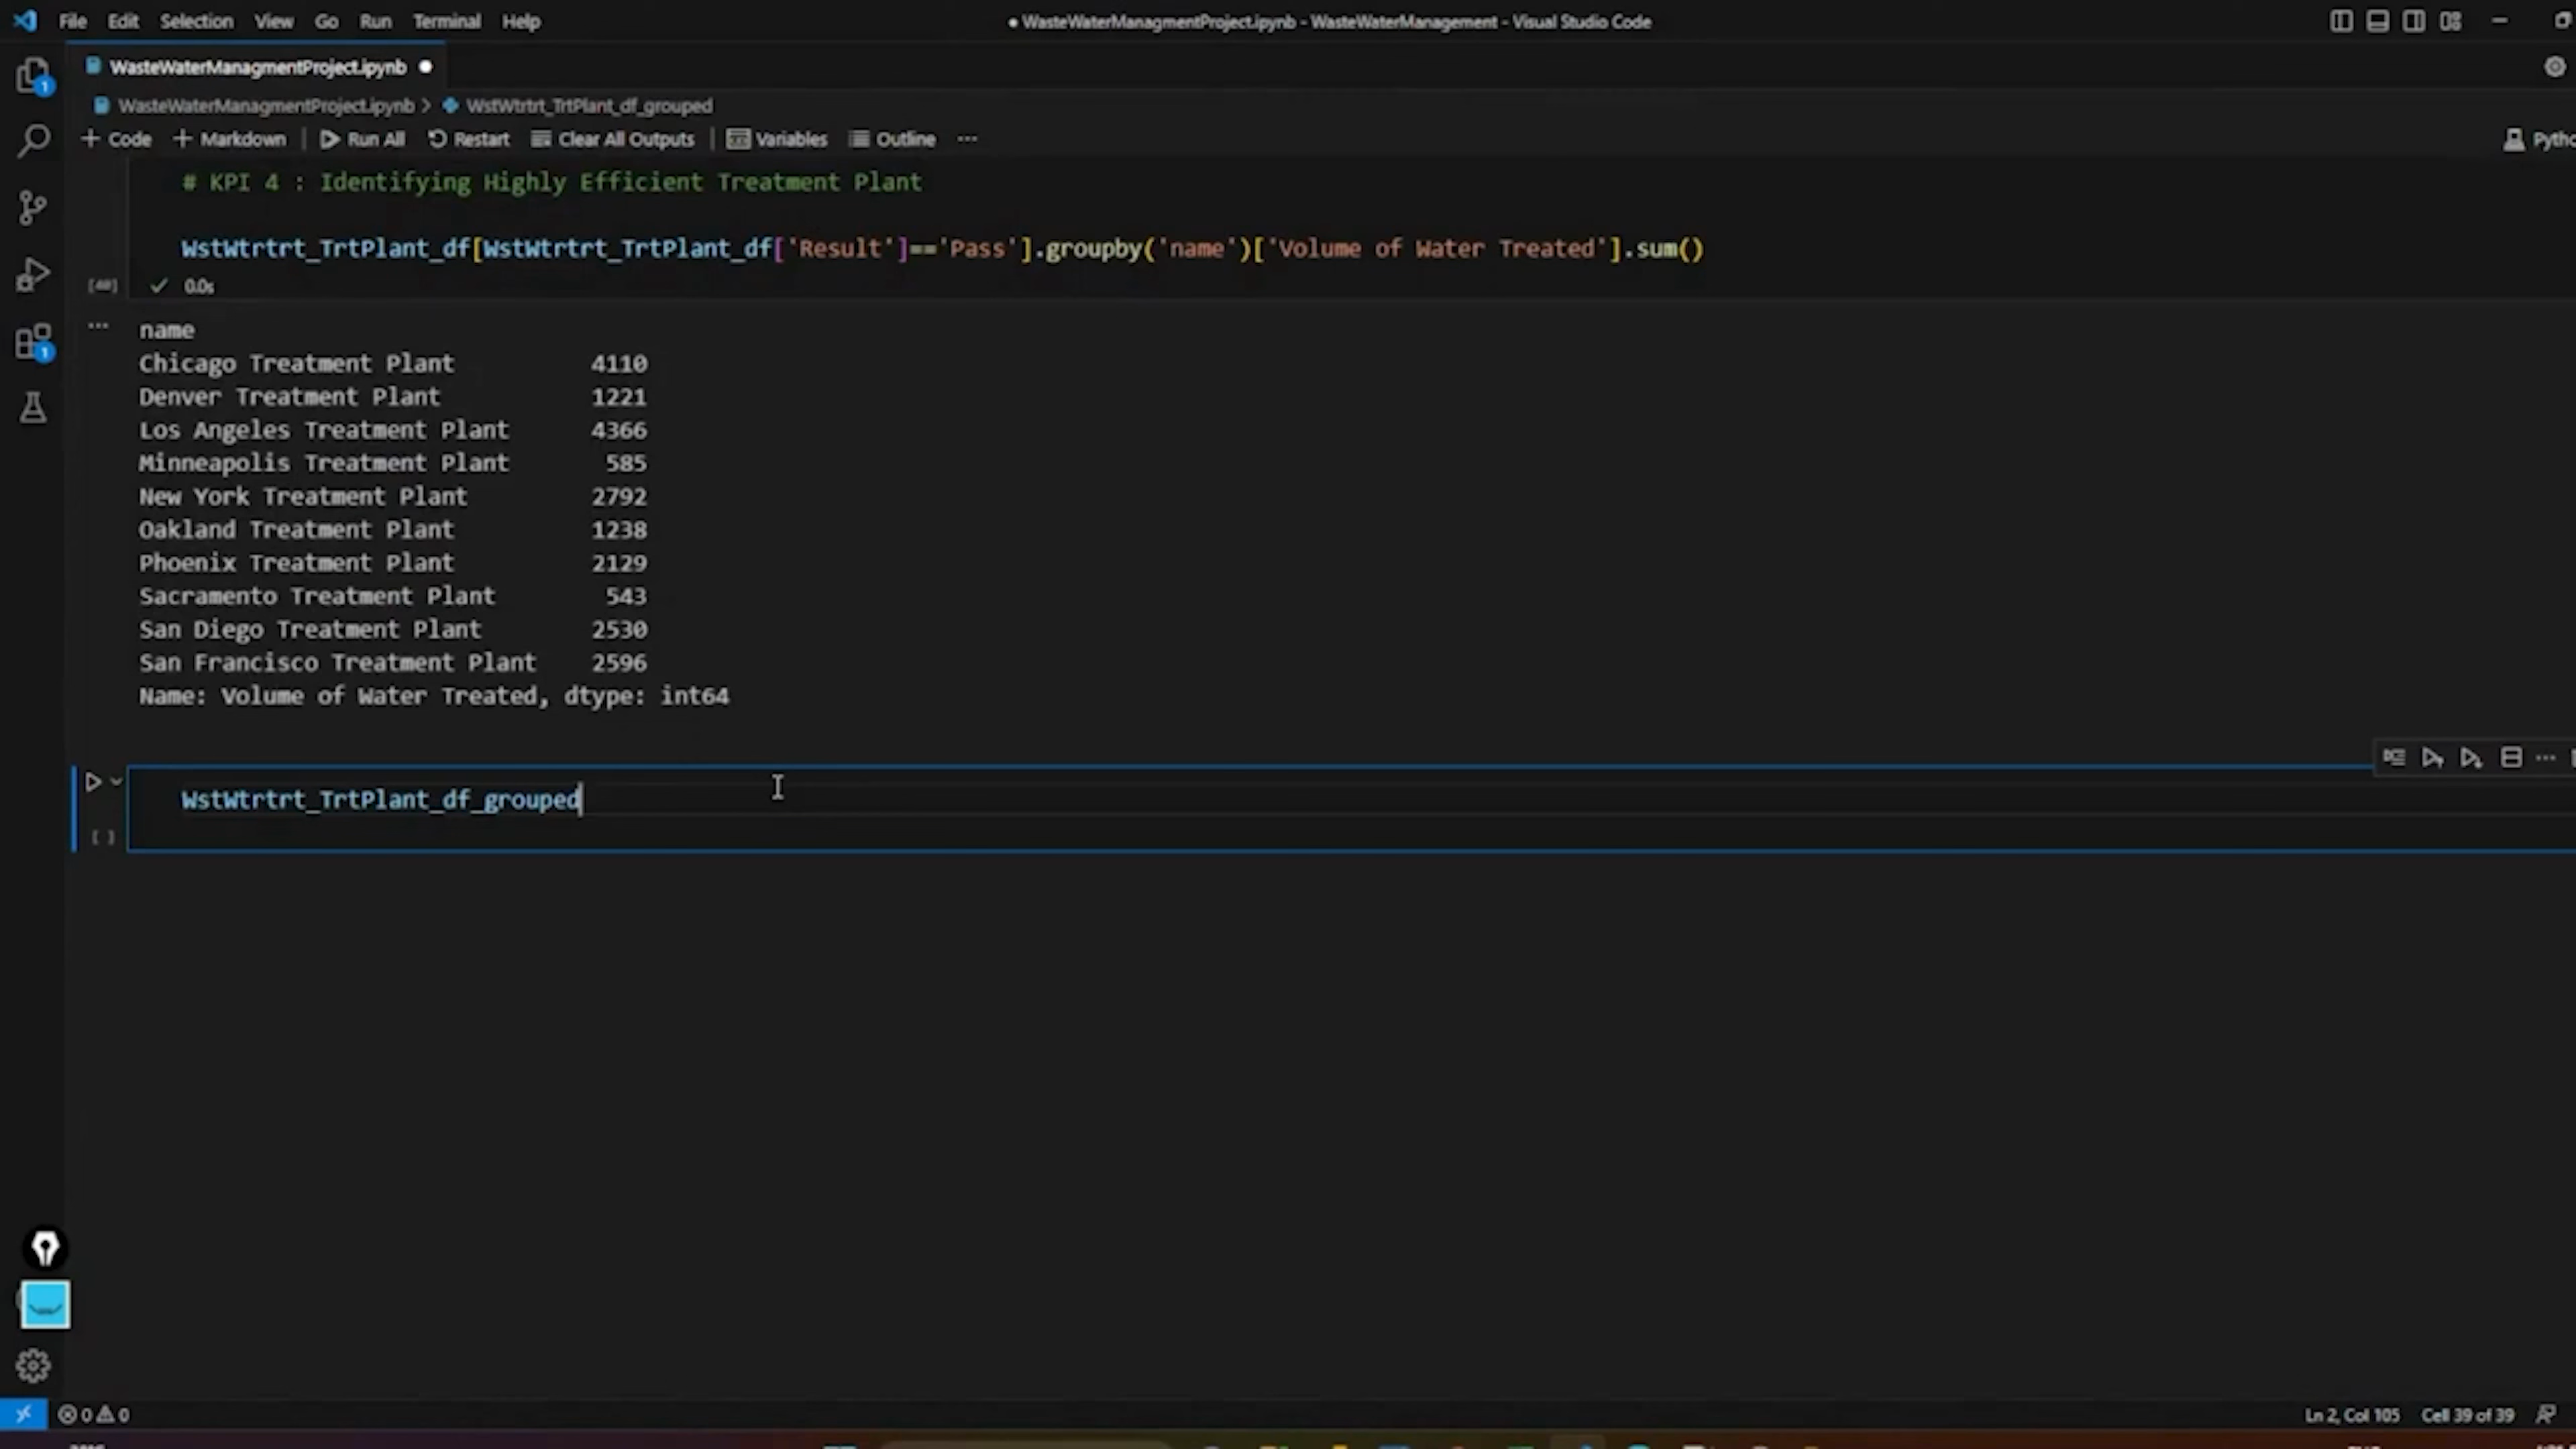 File Edit Selection View Go Run Terminal Help
● WasteWaterManagmentProject.ipynb - WasteWaterManagement - Visual Studio Code
WasteWaterManagmentProject.ipynb ●
WasteWaterManagmentProject.ipynb > WstWtrtrt_TrtPlant_df_grouped
+ Code + Markdown | Run All Restart Clear All Outputs | Variables Outline ...
# KPI 4 : Identifying Highly Efficient Treatment Plant
WstWtrtrt_TrtPlant_df[WstWtrtrt_TrtPlant_df['Result']=='Pass'].groupby('name')['Volume of Water Treated'].sum()
[40] ✓ 0.0s
... name
Chicago Treatment Plant 4110
Denver Treatment Plant 1221
Los Angeles Treatment Plant 4366
Minneapolis Treatment Plant 585
New York Treatment Plant 2792
Oakland Treatment Plant 1238
Phoenix Treatment Plant 2129
Sacramento Treatment Plant 543
San Diego Treatment Plant 2530
San Francisco Treatment Plant 2596
Name: Volume of Water Treated, dtype: int64
WstWtrtrt_TrtPlant_df_grouped
[ ]
0 0
Ln 2, Col 105 Cell 39 of 39